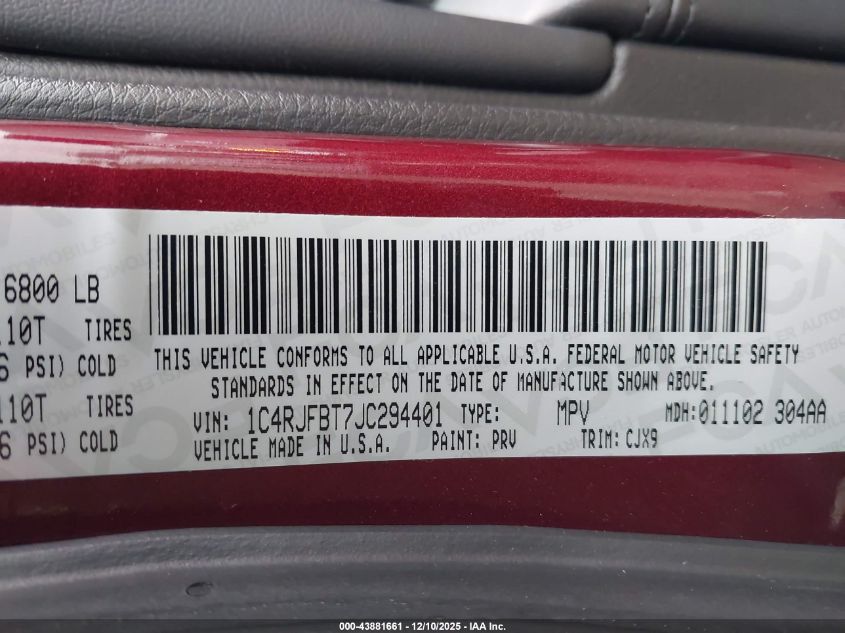 6800 LB
110T TIRES
6 PSI) COLD
110T TIRES
6 PSI) COLD
THIS VEHICLE CONFORMS TO ALL APPLICABLE U.S.A. FEDERAL MOTOR VEHICLE SAFETY
STANDARDS IN EFFECT ON THE DATE OF MANUFACTURE SHOWN ABOVE.
VIN: 1C4RJFBT7JC294401 TYPE: MPV MDH:011102 304AA
VEHICLE MADE IN U.S.A. PAINT: PRV TRIM: CJX9
000-43881661 - 12/10/2025 - IAA Inc.